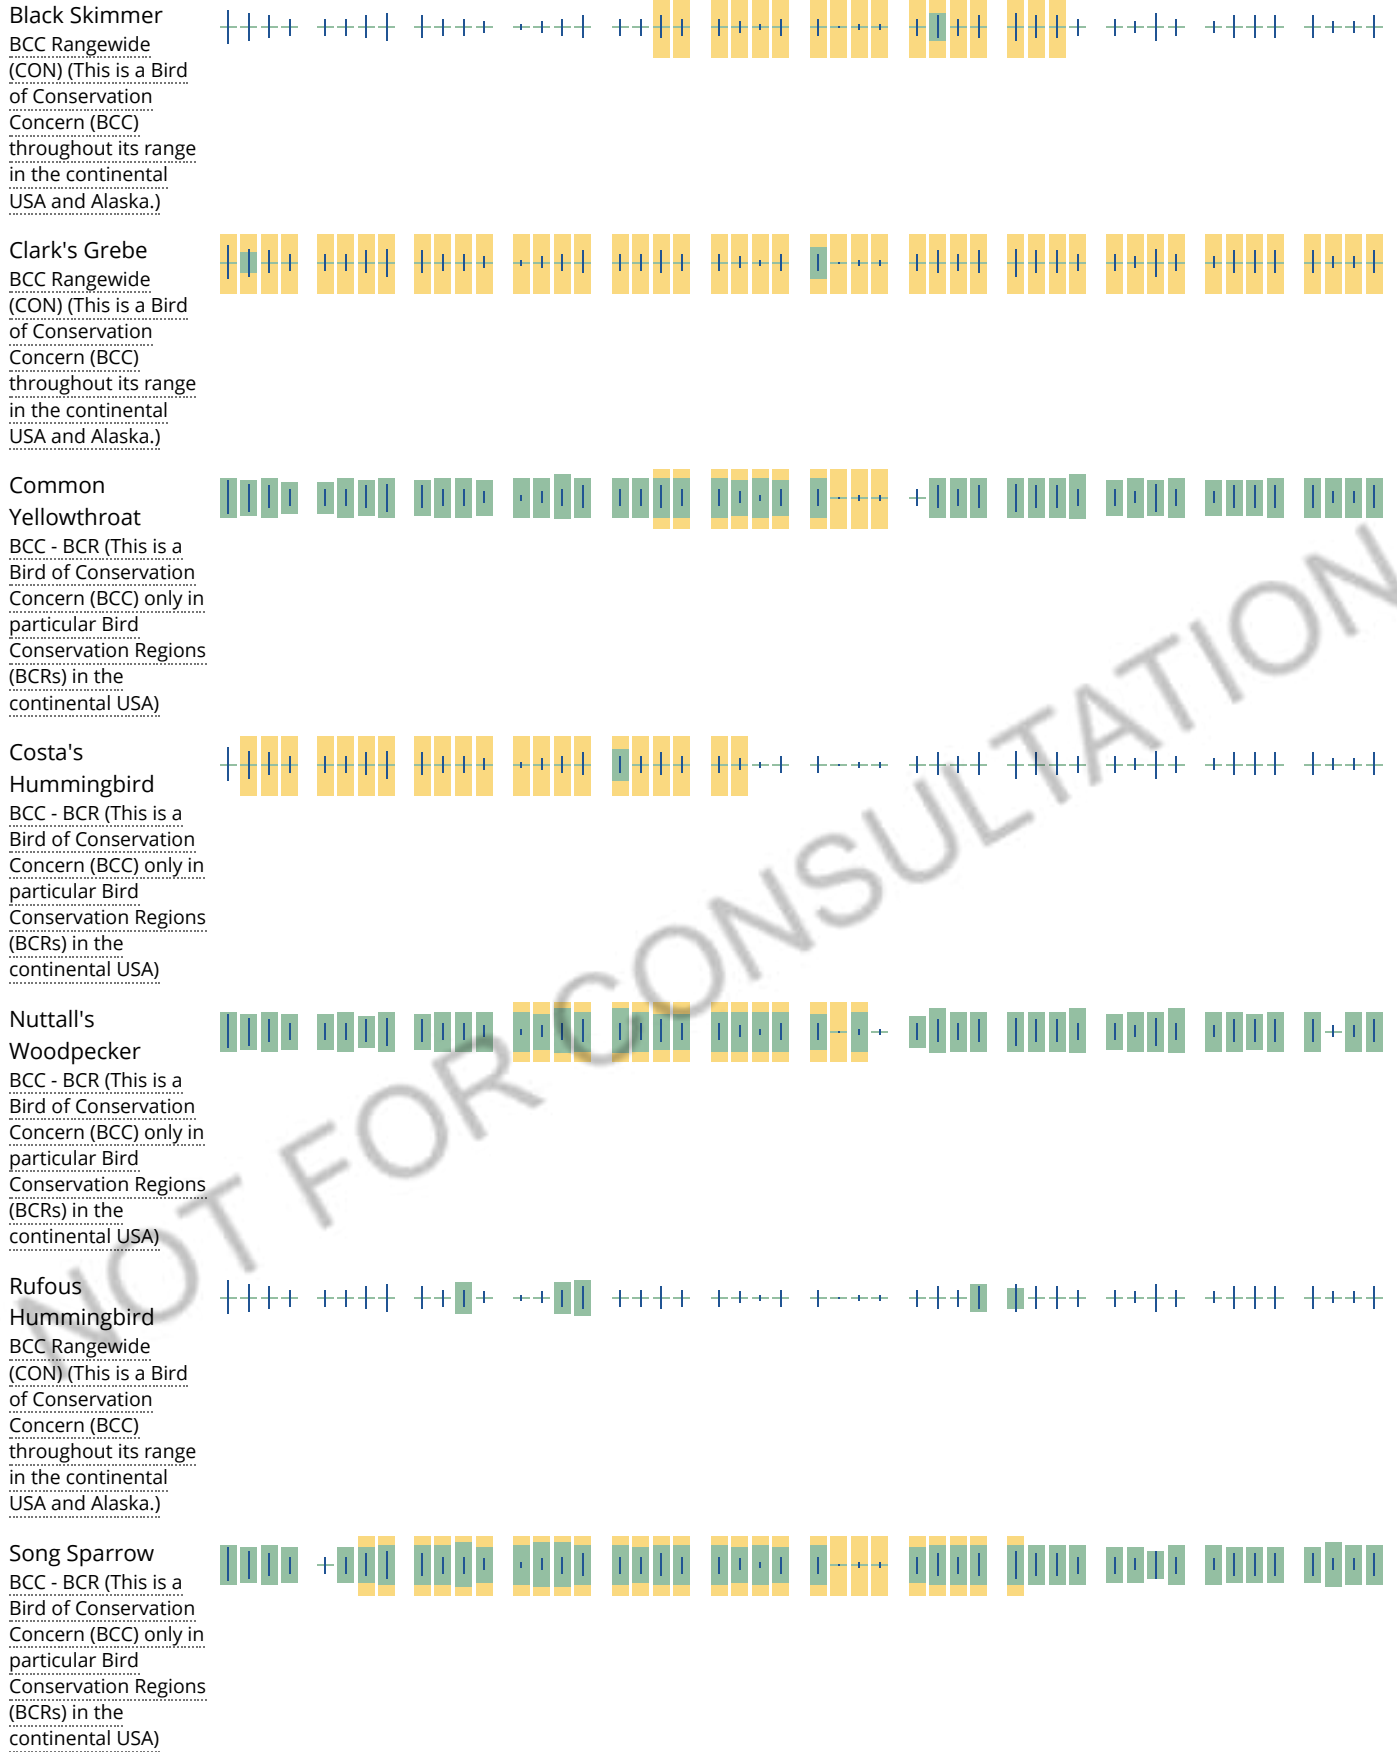 Black Skimmer
BCC Rangewide
(CON) (This is a Bird
of Conservation
Concern (BCC)
throughout its range
in the continental
USA and Alaska.)
Clark's Grebe
BCC Rangewide
(CON) (This is a Bird
of Conservation
Concern (BCC)
throughout its range
in the continental
USA and Alaska.)
Common
Yellowthroat
BCC - BCR (This is a
Bird of Conservation
Concern (BCC) only in
particular Bird
Conservation Regions
(BCRs) in the
continental USA)
Costa's
Hummingbird
BCC - BCR (This is a
Bird of Conservation
Concern (BCC) only in
particular Bird
Conservation Regions
(BCRs) in the
continental USA)
Nuttall's
Woodpecker
BCC - BCR (This is a
Bird of Conservation
Concern (BCC) only in
particular Bird
Conservation Regions
(BCRs) in the
continental USA)
Rufous
Hummingbird
BCC Rangewide
(CON) (This is a Bird
of Conservation
Concern (BCC)
throughout its range
in the continental
USA and Alaska.)
Song Sparrow
BCC - BCR (This is a
Bird of Conservation
Concern (BCC) only in
particular Bird
Conservation Regions
(BCRs) in the
continental USA)
NOT FOR CONSULTATION